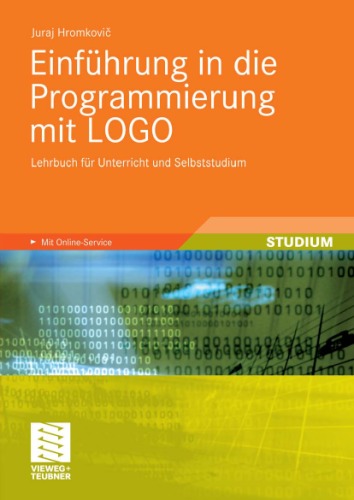 Juraj Hromkovič
Einführung in die
Programmierung
mit LOGO
Lehrbuch für Unterricht und Selbststudium
Mit Online-Service
STUDIUM
VIEWEG+
TEUBNER